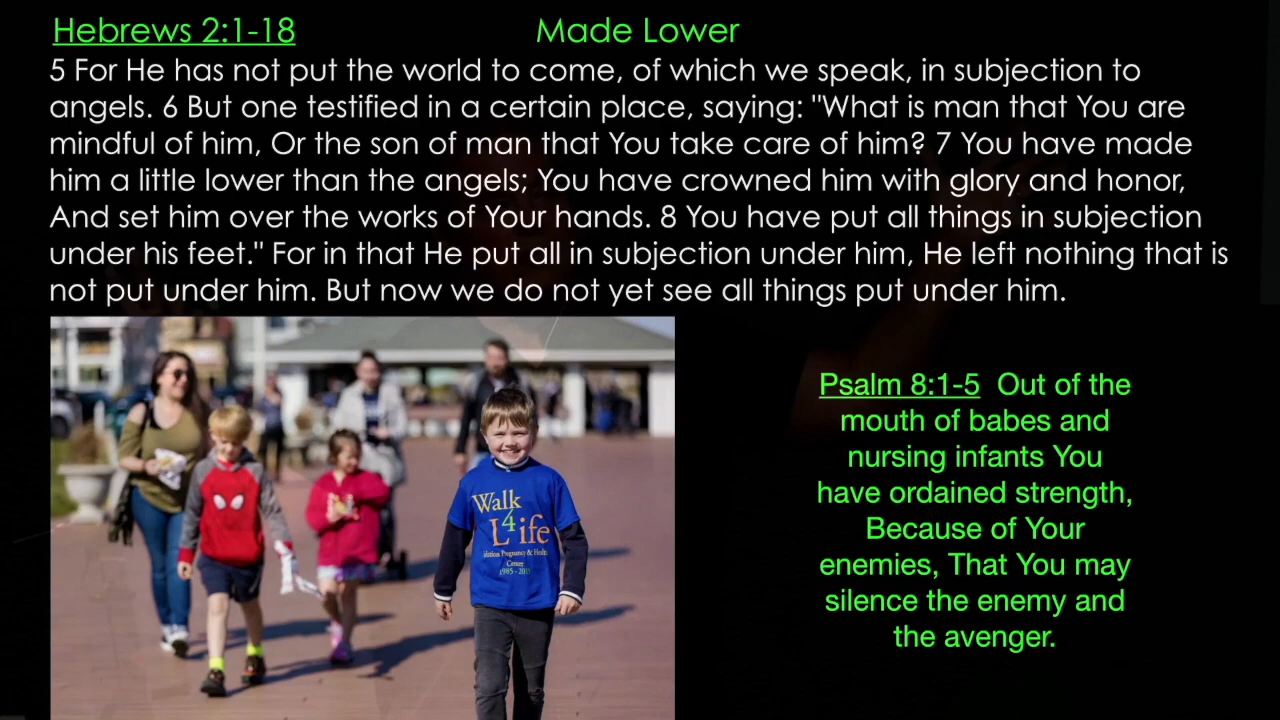 Hebrews 2:1-18
Made Lower
5 For He has not put the world to come, of which we speak, in subjection to
angels. 6 But one testified in a certain place, saying: "What is man that You are
mindful of him, Or the son of man that You take care of him? 7 You have made
him a little lower than the angels; You have crowned him with glory and honor,
And set him over the works of Your hands. 8 You have put all things in subjection
under his feet." For in that He put all in subjection under him, He left nothing that is
not put under him. But now we do not yet see all things put under him.
Psalm 8:1-5 Out of the
mouth of babes and
nursing infants You
have ordained strength,
Because of Your
enemies, That You may
silence the enemy and
the avenger.
Walk
4
Life
Pregnancy & Health
Center